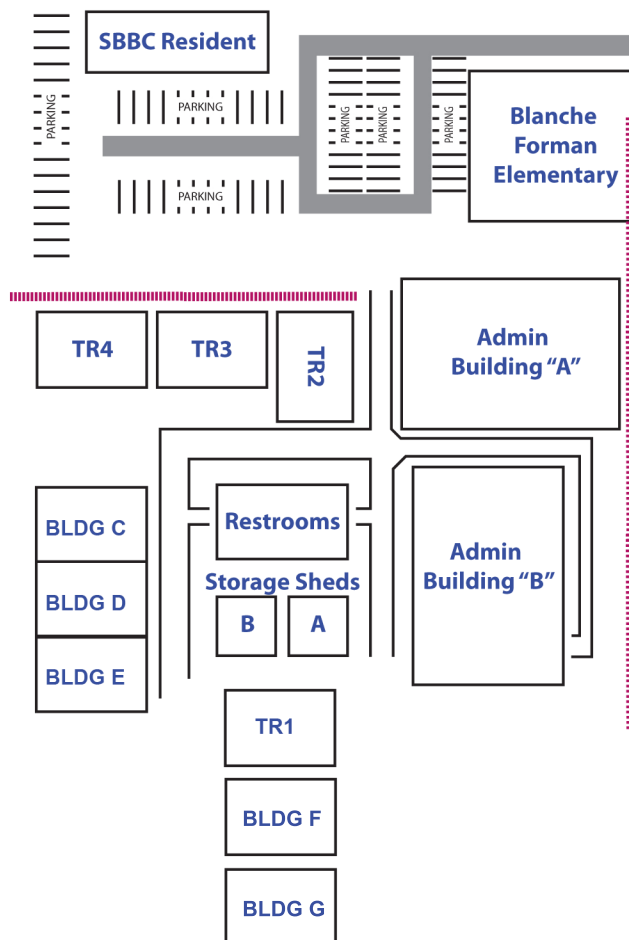 SBBC Resident
PARKING
PARKING
PARKING
PARKING
PARKING
PARKING
Blanche
Forman
Elementary
TR4
TR3
TR2
Admin
Building “A”
BLDG C
BLDG D
BLDG E
Restrooms
Storage Sheds
B
A
Admin
Building “B”
TR1
BLDG F
BLDG G